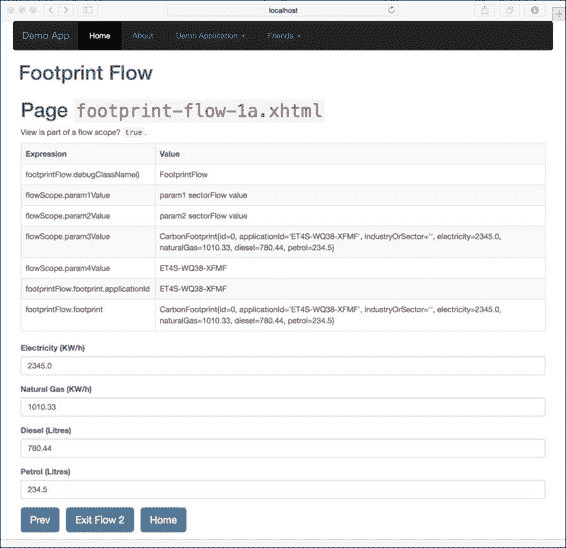 localhost
Demo App Home About Demo Application Friends
Footprint Flow
Page footprint-flow-1a.xhtml
View is part of a flow scope? true.
Expression Value
footprintFlow.debugClassName() FootprintFlow
flowScope.param1Value param1 sectorFlow value
flowScope.param2Value param2 sectorFlow value
flowScope.param3Value CarbonFootprint{id=0, applicationId='ET4S-WQ38-XFMF', industryOrSector='', electricity=2345.0,
naturalGas=1010.33, diesel=780.44, petrol=234.5}
flowScope.param4Value ET4S-WQ38-XFMF
footprintFlow.footprint.applicationId ET4S-WQ38-XFMF
footprintFlow.footprint CarbonFootprint{id=0, applicationId='ET4S-WQ38-XFMF', industryOrSector='', electricity=2345.0,
naturalGas=1010.33, diesel=780.44, petrol=234.5}
Electricity (KW/h)
2345.0
Natural Gas (KW/h)
1010.33
Diesel (Litres)
780.44
Petrol (Litres)
234.5
Prev Exit Flow 2 Home